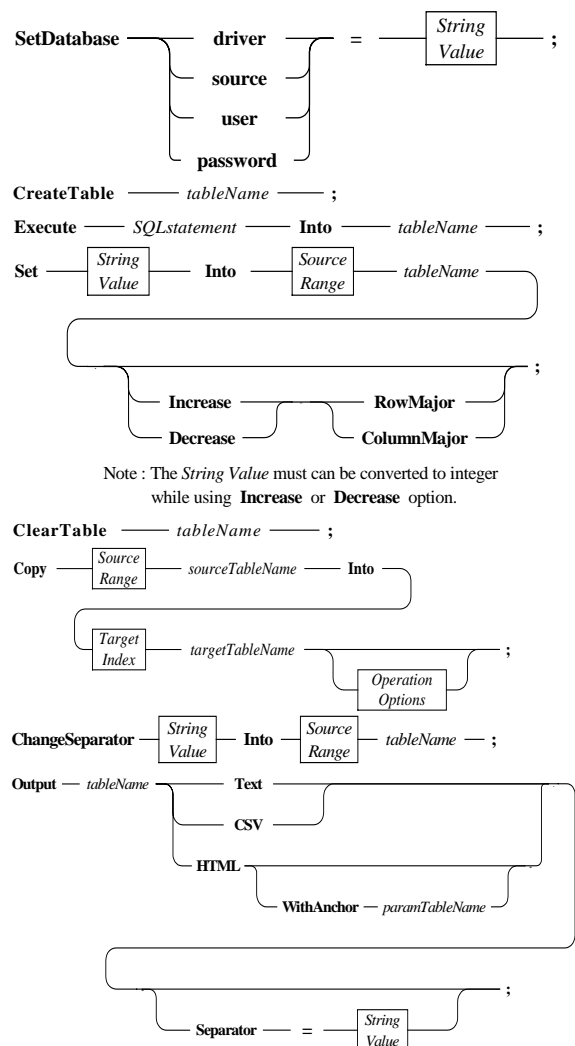 SetDatabase driver = String Value ;
source
user
password
CreateTable tableName ;
Execute SQLstatement Into tableName ;
Set String Value Into Source Range tableName
;
Increase RowMajor
Decrease ColumnMajor
Note : The String Value must can be converted to integer
while using Increase or Decrease option.
ClearTable tableName ;
Copy Source Range sourceTableName Into
Target Index targetTableName ;
Operation Options
ChangeSeparator String Value Into Source Range tableName ;
Output tableName Text
CSV
HTML
WithAnchor paramTableName
;
Separator = String Value